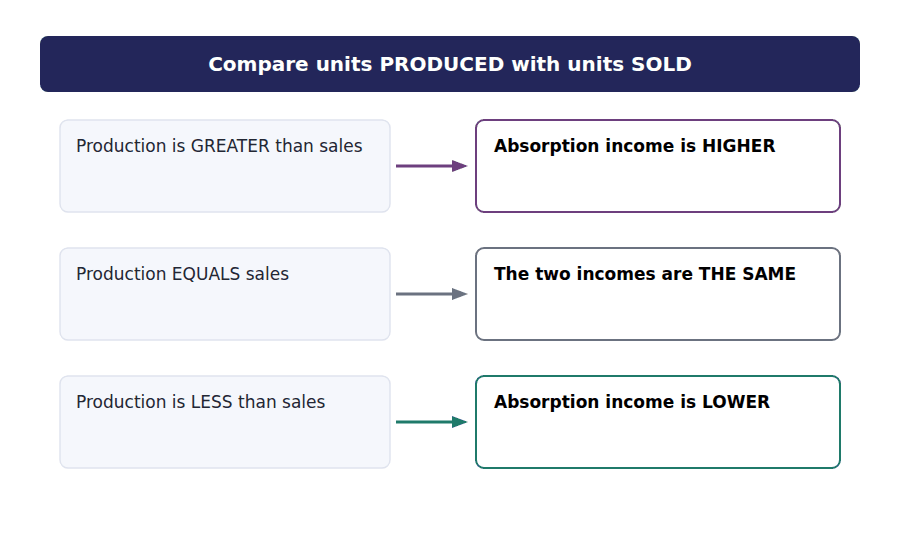 Compare units PRODUCED with units SOLD
Production is GREATER than sales
Absorption income is HIGHER
Production EQUALS sales
The two incomes are THE SAME
Production is LESS than sales
Absorption income is LOWER